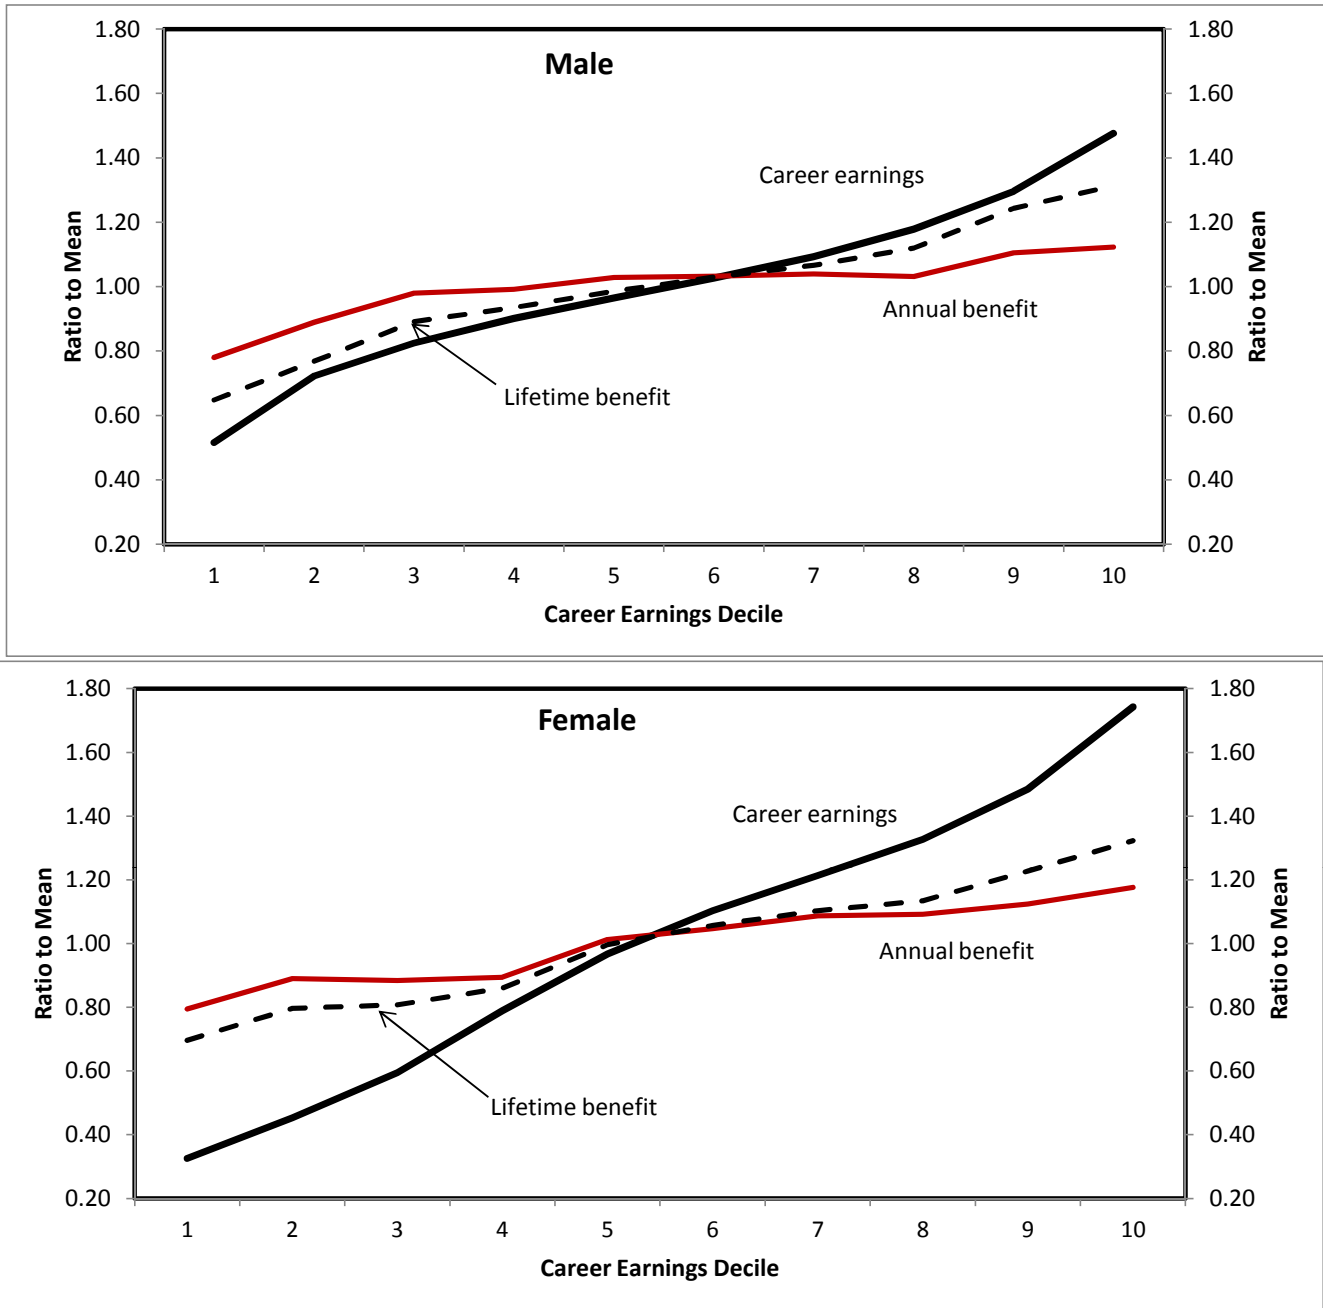 Male
1.80 1.80
1.60 1.60
1.40 1.40
1.20 1.20
1.00 1.00
0.80 0.80
0.60 0.60
0.40 0.40
0.20 0.20
Ratio to Mean
Ratio to Mean
Career earnings
Annual benefit
Lifetime benefit
1 2 3 4 5 6 7 8 9 10
Career Earnings Decile
Female
1.80 1.80
1.60 1.60
1.40 1.40
1.20 1.20
1.00 1.00
0.80 0.80
0.60 0.60
0.40 0.40
0.20 0.20
Ratio to Mean
Ratio to Mean
Career earnings
Annual benefit
Lifetime benefit
1 2 3 4 5 6 7 8 9 10
Career Earnings Decile